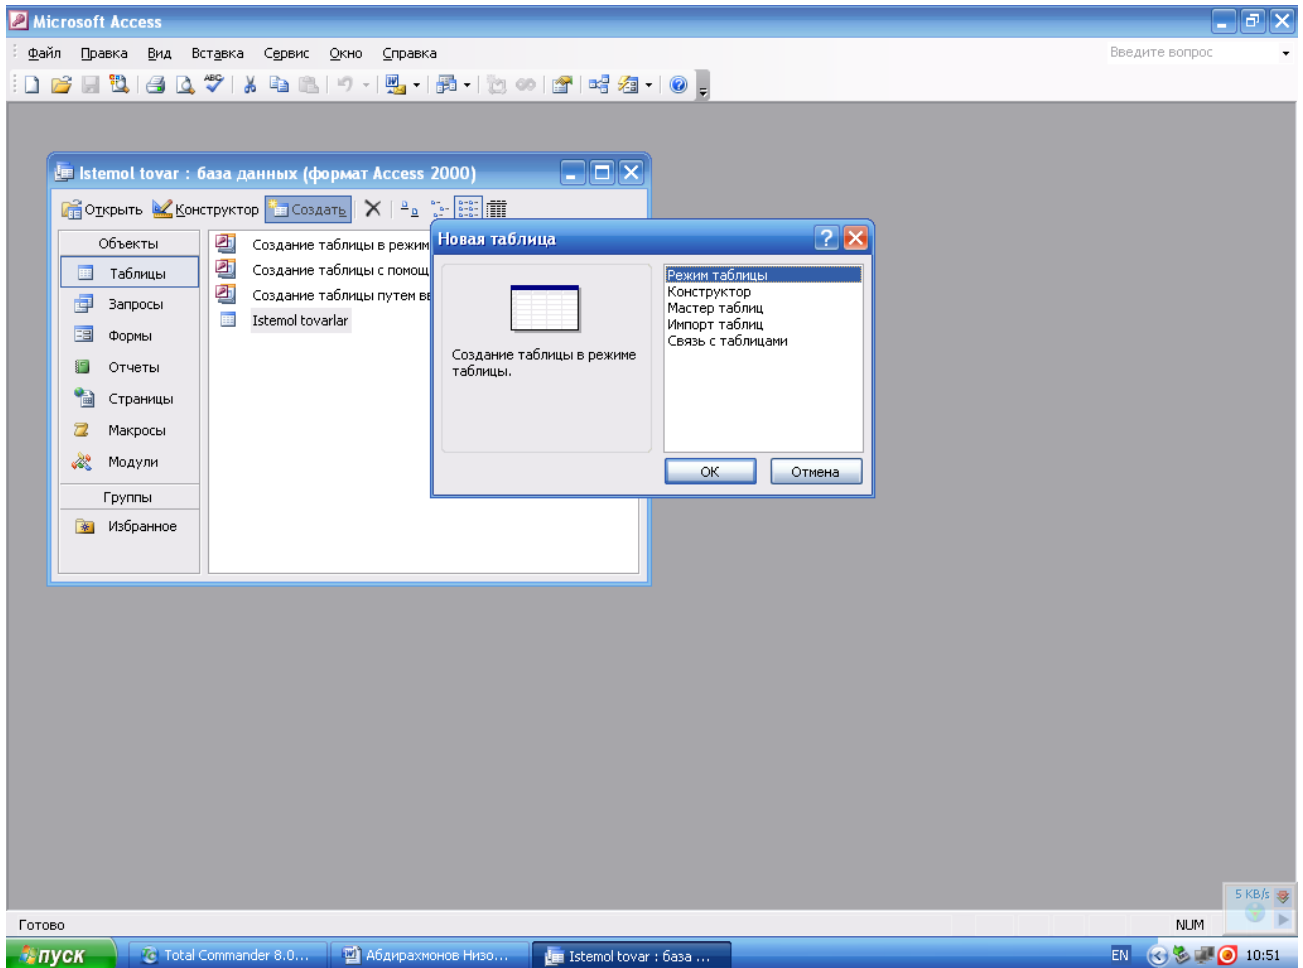 Microsoft Access
Файл Правка Вид Вставка Сервис Окно Справка
Введите вопрос
Istemol tovar : база данных (формат Access 2000)
Открыть Конструктор Создать
Объекты
Таблицы
Запросы
Формы
Отчеты
Страницы
Макросы
Модули
Группы
Избранное
Создание таблицы в режим
Создание таблицы с помощ
Создание таблицы путем вв
Istemol tovarlar
Новая таблица
Создание таблицы в режиме
таблицы.
Режим таблицы
Конструктор
Мастер таблиц
Импорт таблиц
Связь с таблицами
ОК
Отмена
5 KB/s
Готово
NUM
пуск
Total Commander 8.0...
Абдирахмонов Низо...
Istemol tovar : база ...
EN
10:51